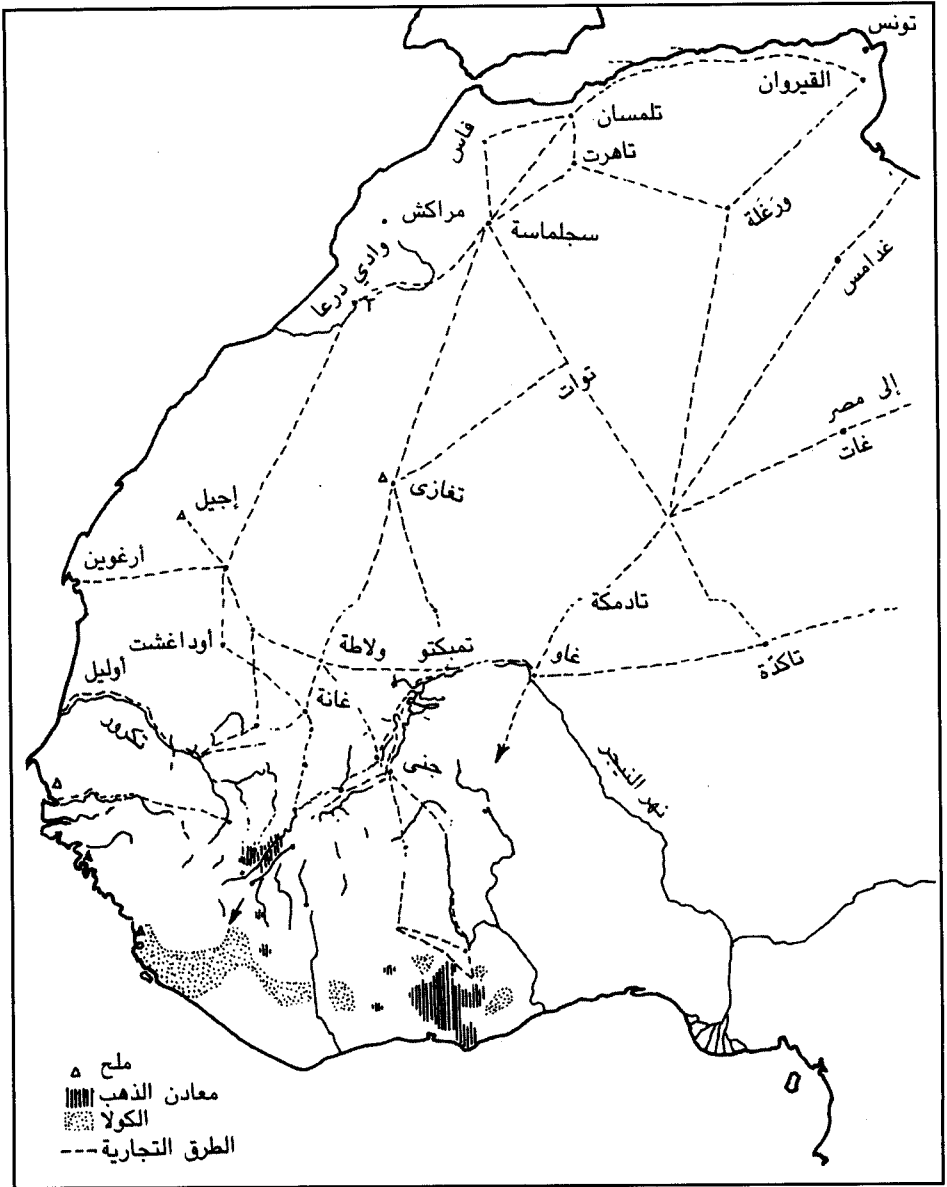 تونس
القيروان
تلمسان
فاس
تاهرت
ورغلة
مراكش
سجلماسة
وادي درعا
غدامس
توات
إلى مصر
غات
تغازى
إجيل
أرغوين
تادمكة
أوداغشت
ولاطة
تمبكتو
غاو
تاكدّة
أوليل
غانة
تكرور
جنى
نهر النيجر
ملح
معادن الذهب
الكولا
الطرق التجارية